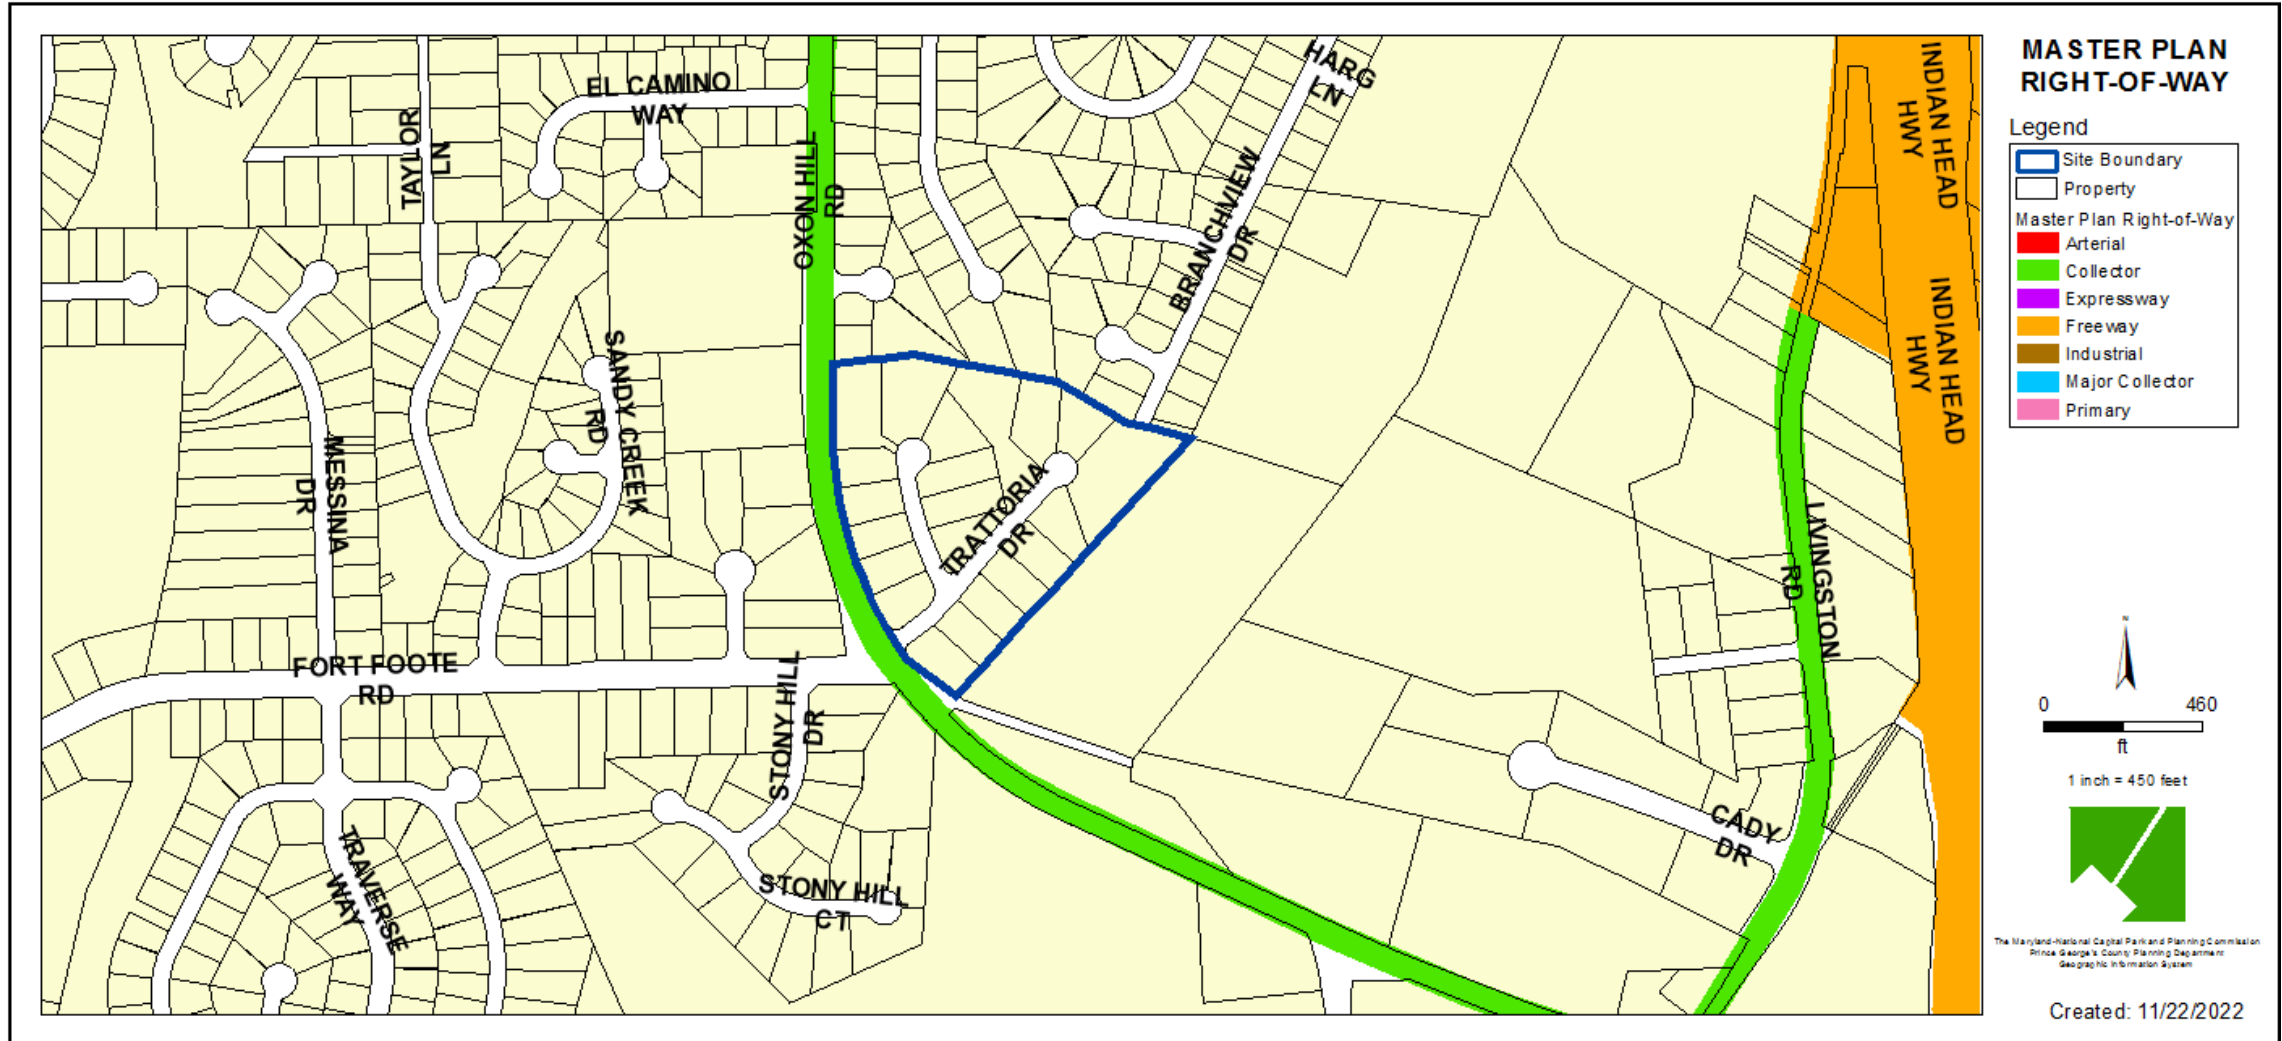 MASTER PLAN
RIGHT-OF-WAY
Legend
Site Boundary
Property
Master Plan Right-of-Way
Arterial
Collector
Expressway
Freeway
Industrial
Major Collector
Primary
N
0 460
ft
1 inch = 450 feet
The Maryland-National Capital Park and Planning Commission
Prince George's County Planning Department
Geographic Information System
Created: 11/22/2022
EL CAMINO
WAY
TAYLOR
LN
OXON HILL
RD
HARG
LN
BRANCHVIEW
DR
INDIAN HEAD
HWY
INDIAN HEAD
HWY
SANDY CREEK
RD
MESSINA
DR
TRATTORIA
DR
LIVINGSTON
RD
FORT FOOTE
RD
STONY HILL
DR
STONY HILL
CT
TRAVERSE
WAY
CADY
DR